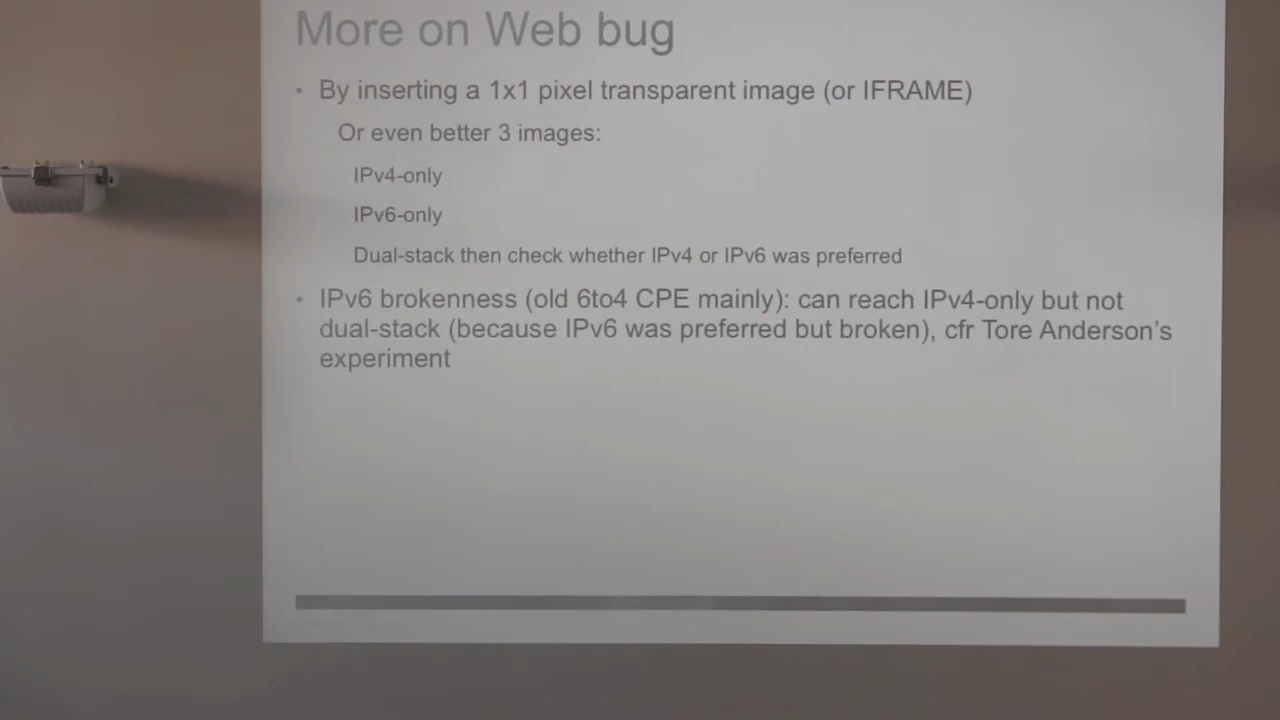 More on Web bug
• By inserting a 1x1 pixel transparent image (or IFRAME)
Or even better 3 images:
IPv4-only
IPv6-only
Dual-stack then check whether IPv4 or IPv6 was preferred
• IPv6 brokenness (old 6to4 CPE mainly): can reach IPv4-only but not
dual-stack (because IPv6 was preferred but broken), cfr Tore Anderson’s
experiment